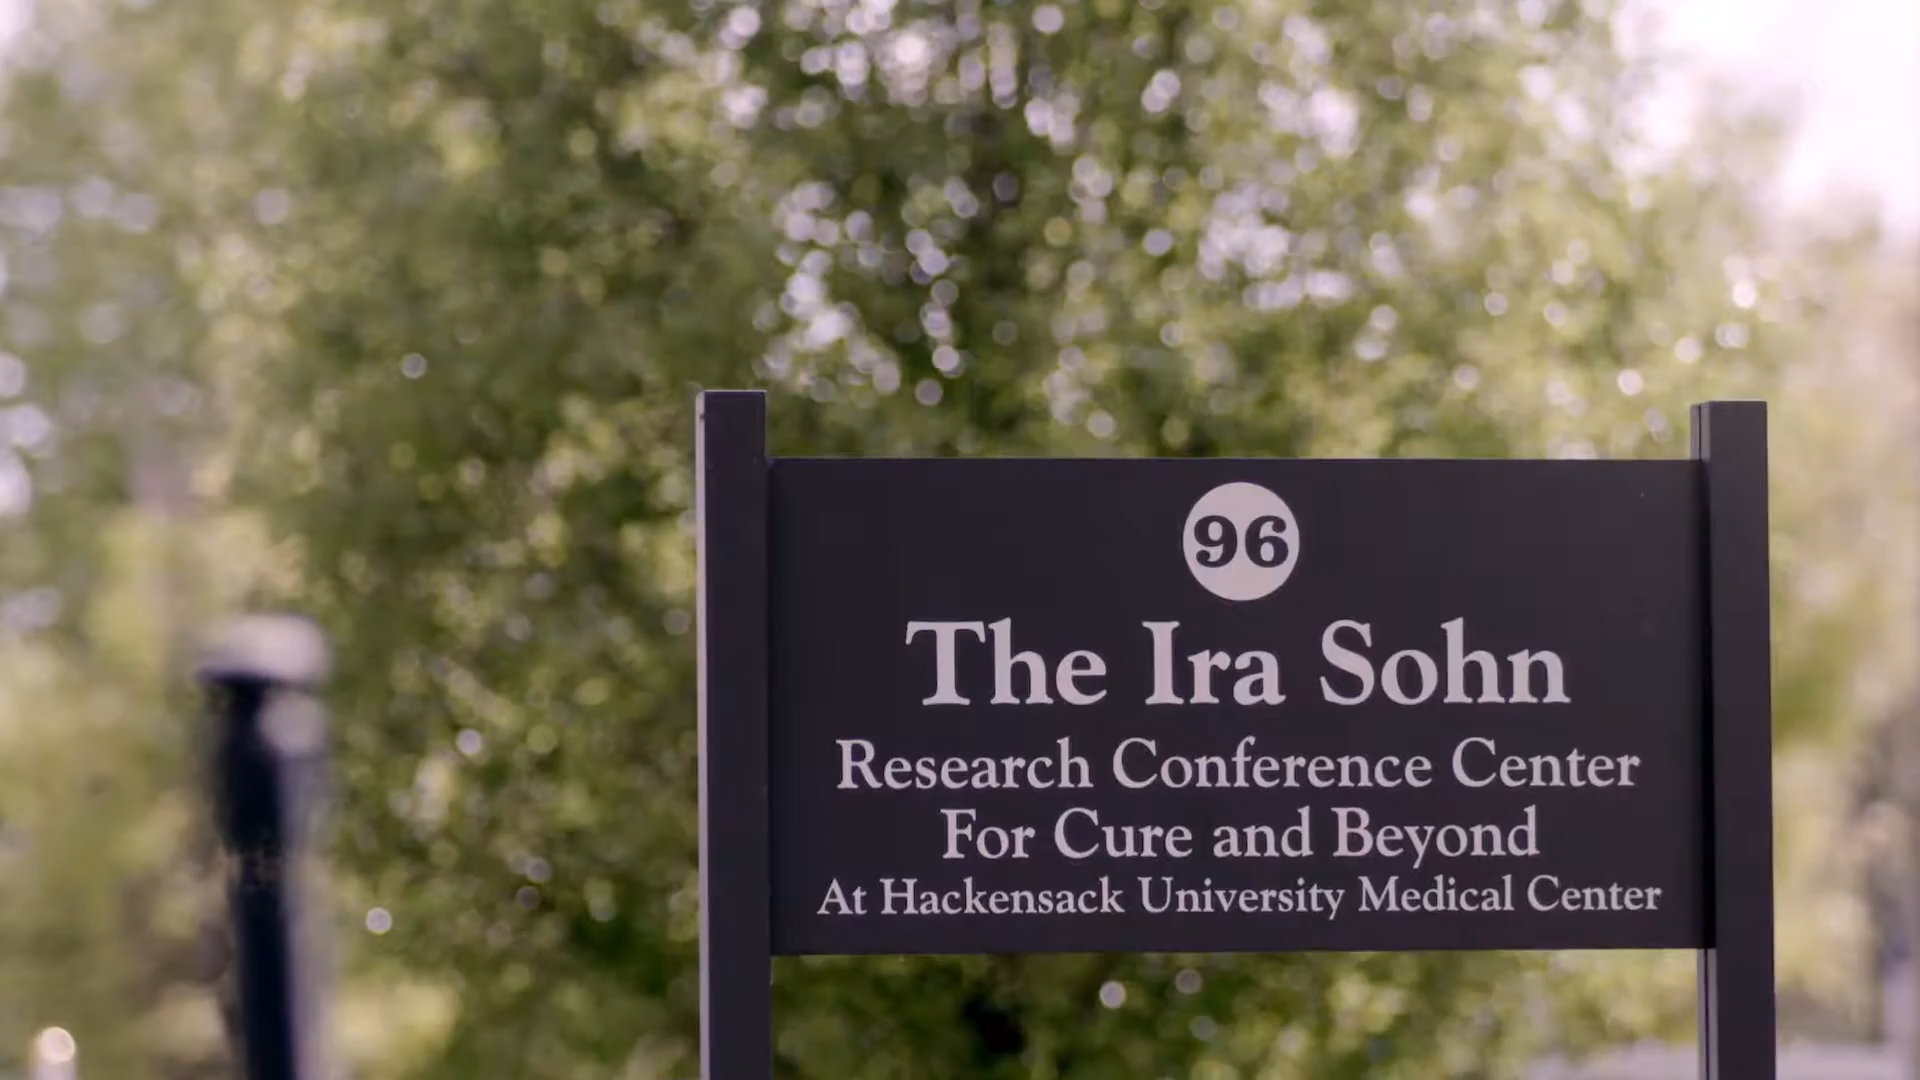 96
The Ira Sohn
Research Conference Center
For Cure and Beyond
At Hackensack University Medical Center